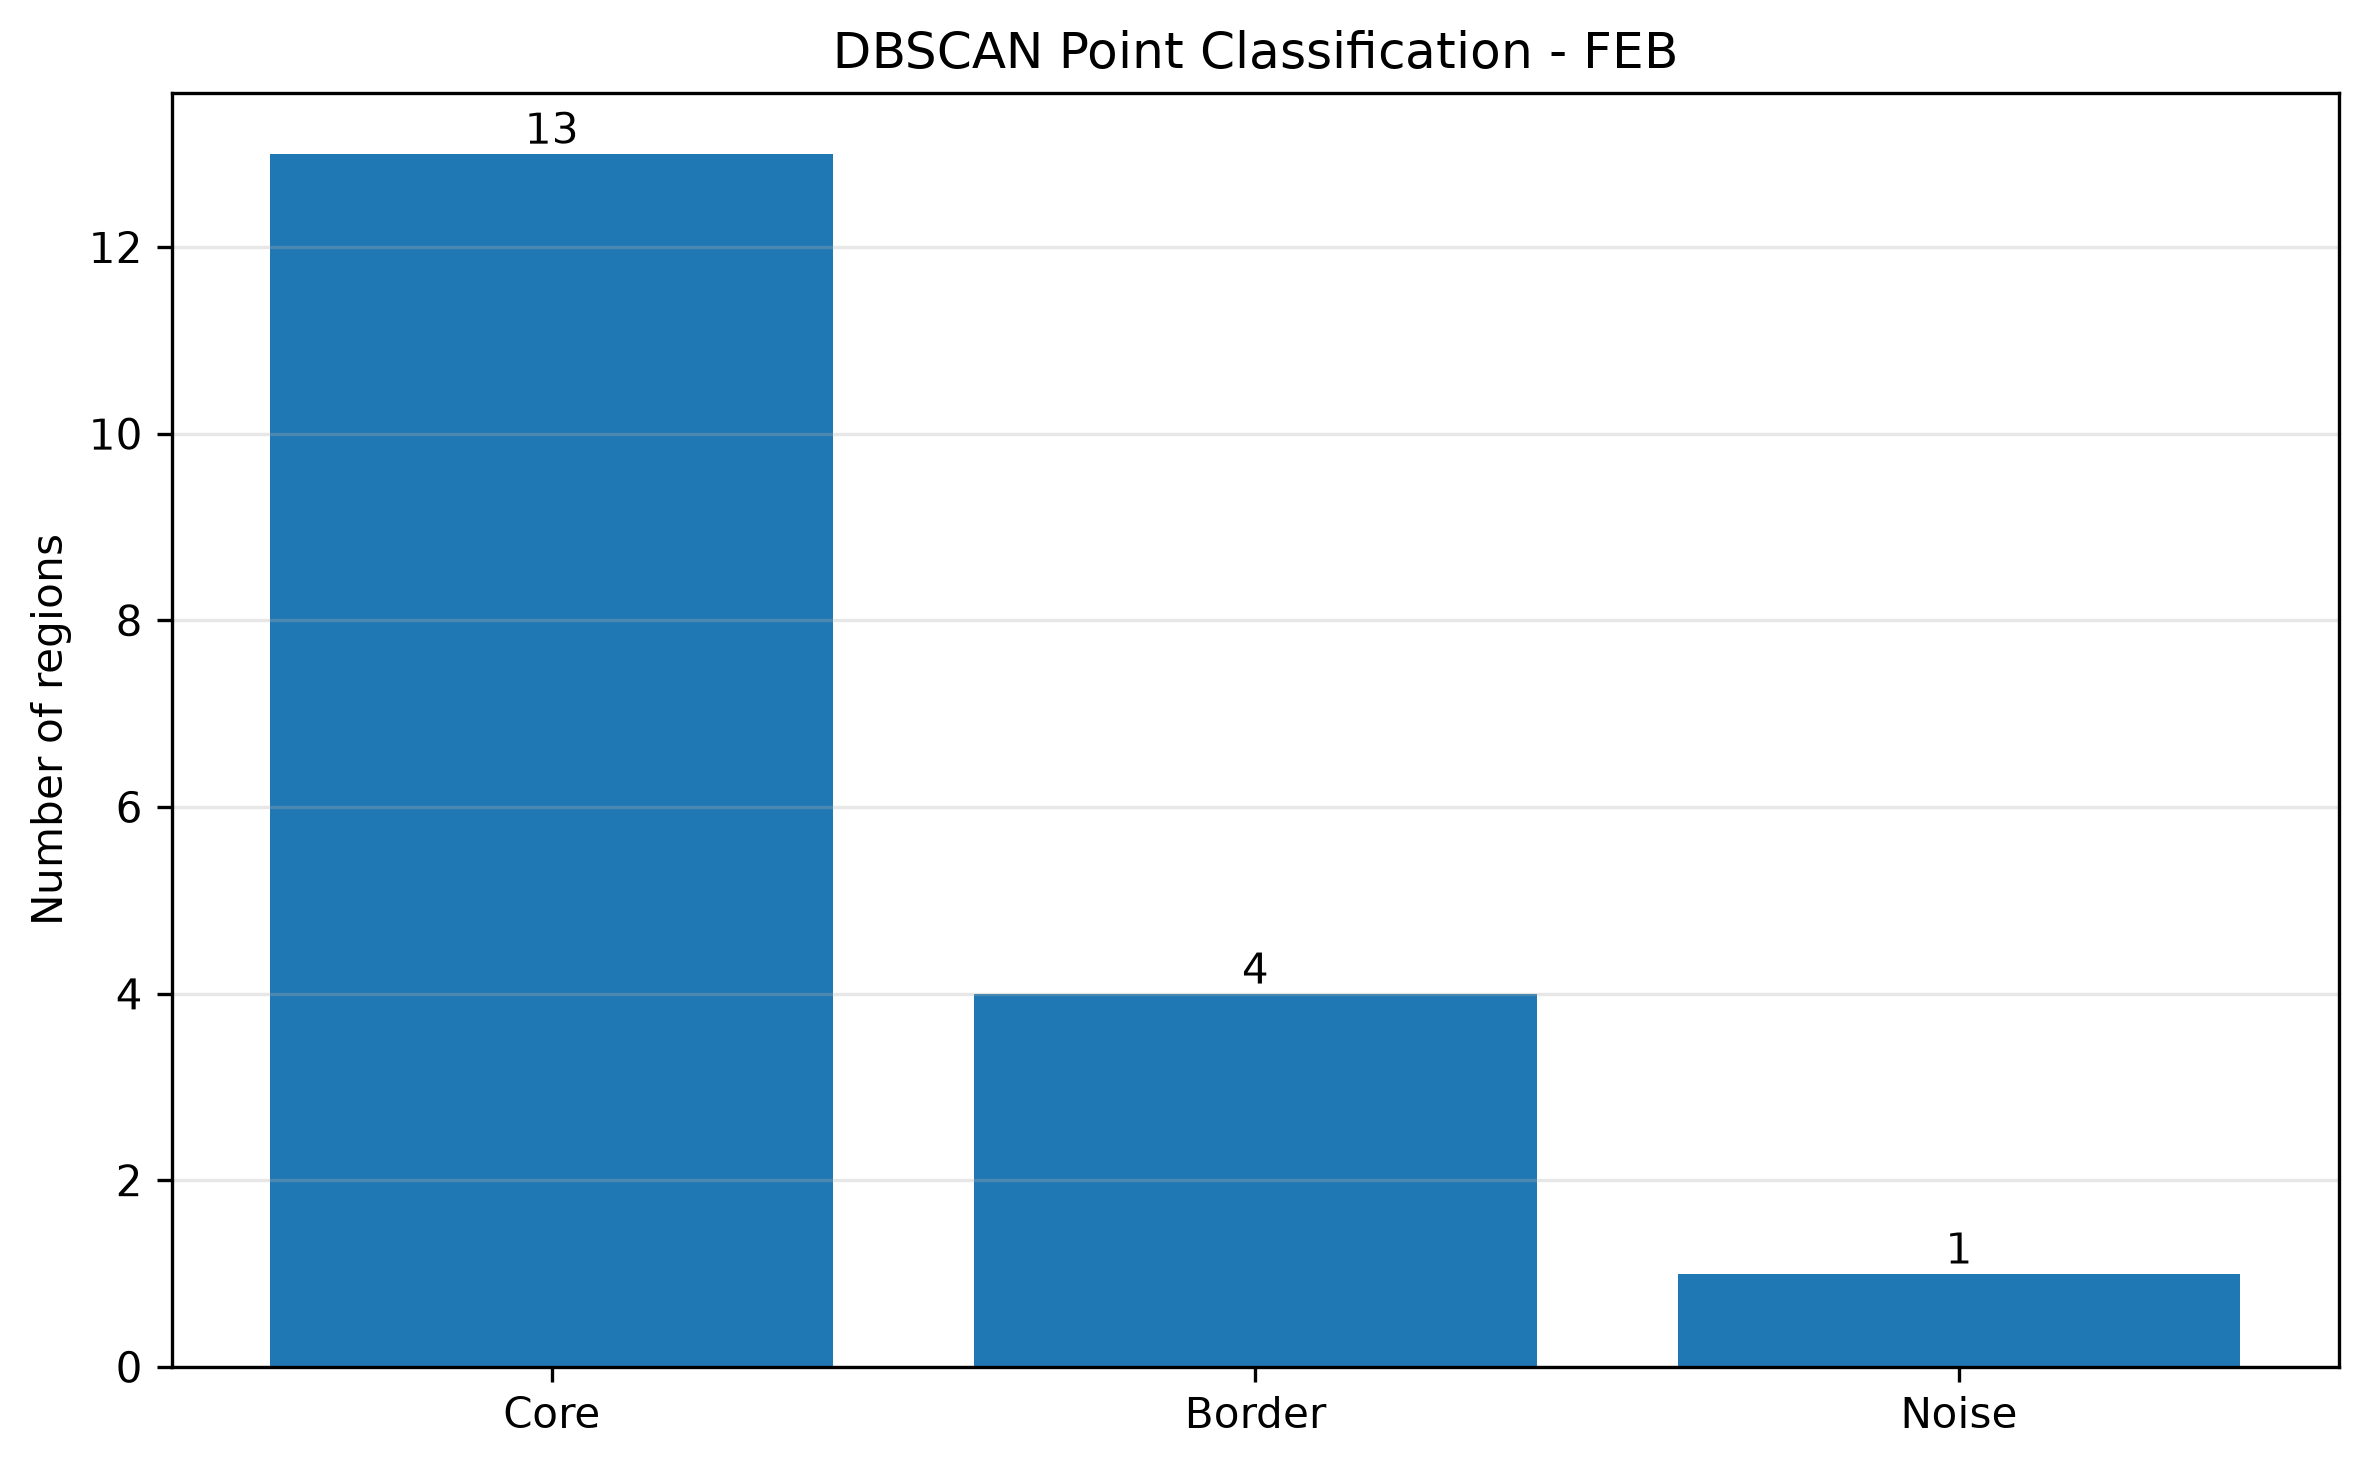 DBSCAN Point Classification - FEB
13
12
10
8
6
4
2
0
4
1
Number of regions
Core
Border
Noise